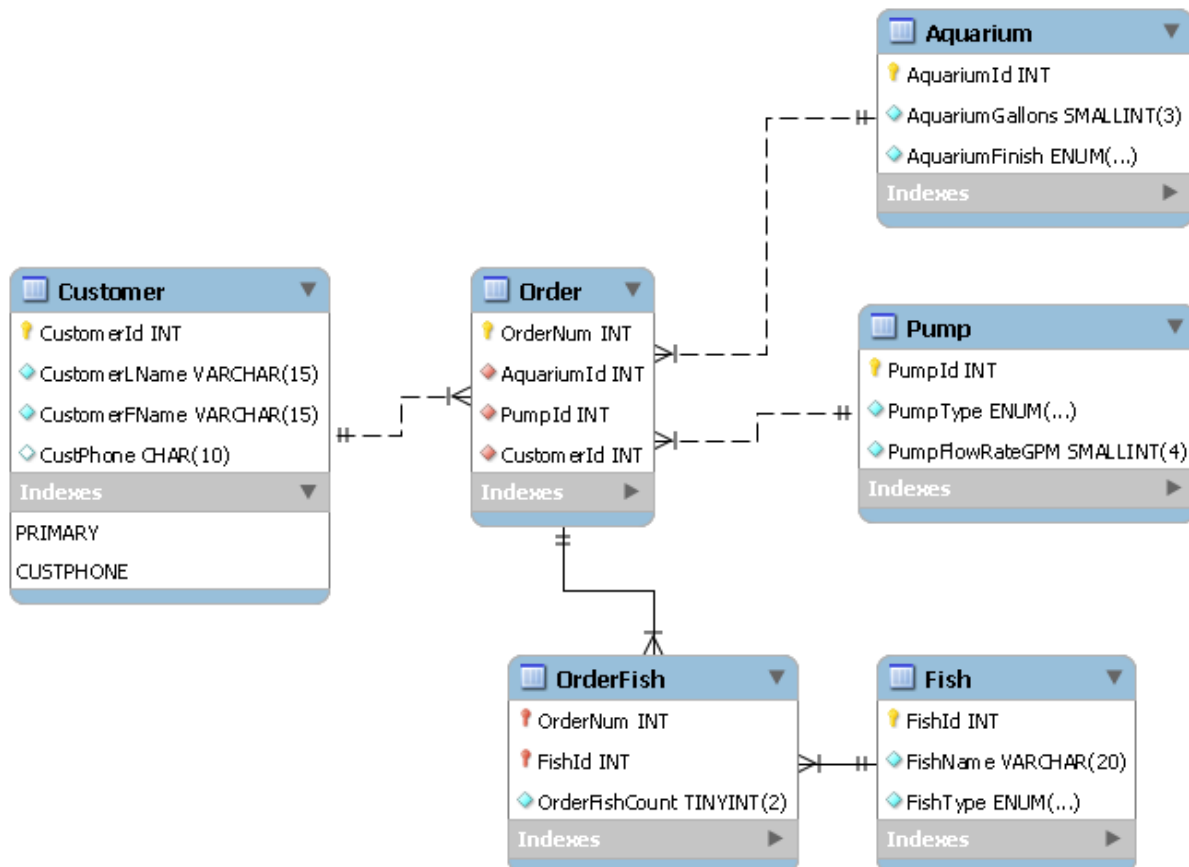 Aquarium
AquariumId INT
AquariumGallons SMALLINT(3)
AquariumFinish ENUM(...)
Indexes
Customer
CustomerId INT
CustomerLName VARCHAR(15)
CustomerFName VARCHAR(15)
CustPhone CHAR(10)
Indexes
PRIMARY
CUSTPHONE
Order
OrderNum INT
AquariumId INT
PumpId INT
CustomerId INT
Indexes
Pump
PumpId INT
PumpType ENUM(...)
PumpFlowRateGPM SMALLINT(4)
Indexes
OrderFish
OrderNum INT
FishId INT
OrderFishCount TINYINT(2)
Indexes
Fish
FishId INT
FishName VARCHAR(20)
FishType ENUM(...)
Indexes